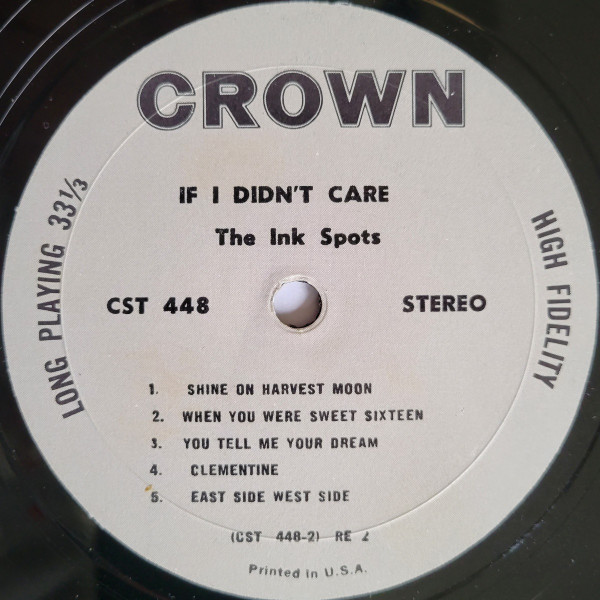 CROWN
IF I DIDN'T CARE
The Ink Spots
LONG PLAYING 33⅓
HIGH FIDELITY
CST 448
STEREO
1. SHINE ON HARVEST MOON
2. WHEN YOU WERE SWEET SIXTEEN
3. YOU TELL ME YOUR DREAM
4. CLEMENTINE
5. EAST SIDE WEST SIDE
(CST 448-2) RE 2
Printed in U.S.A.